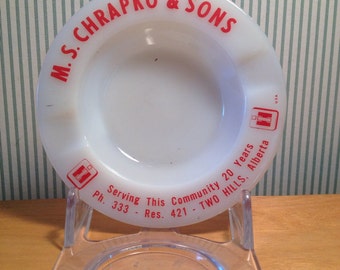 M.S. CHRAPKO & SONS
Serving This Community 20 Years
Ph. 333 - Res. 421 - TWO HILLS, Alberta